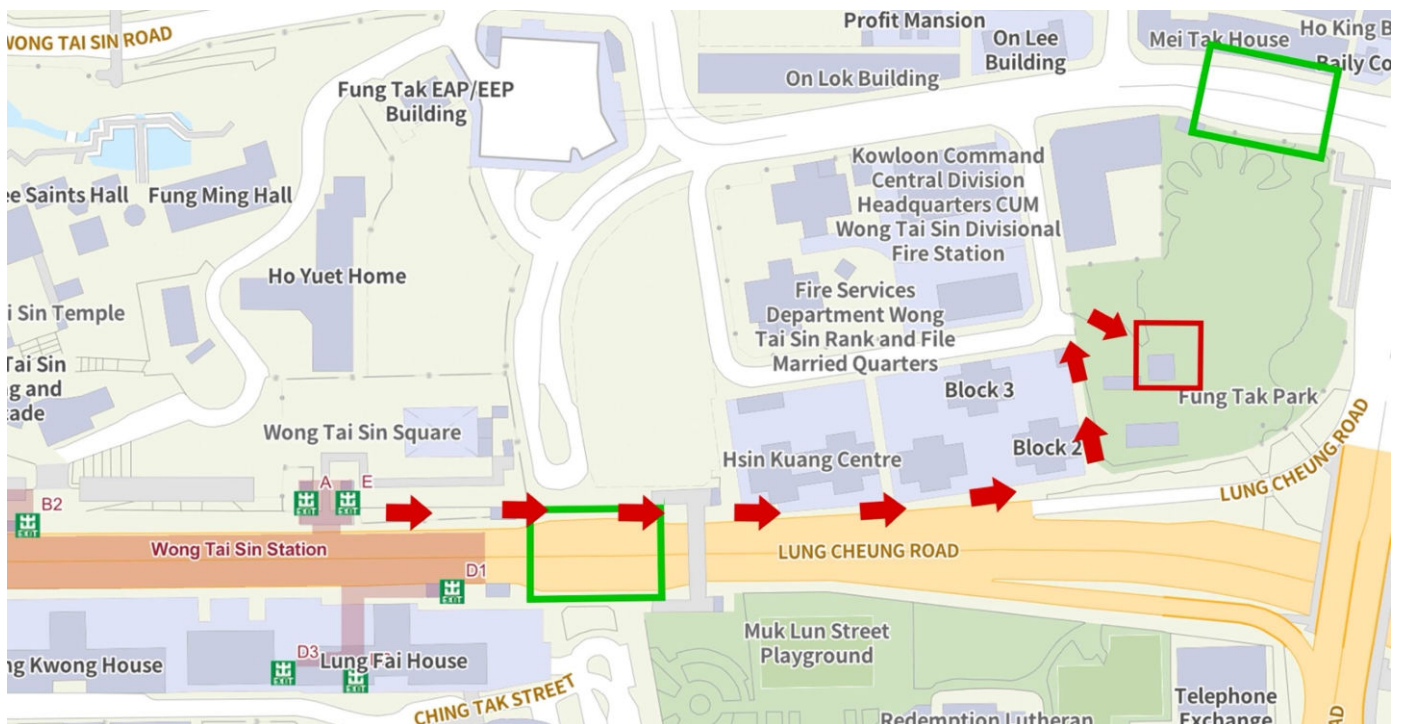 WONG TAI SIN ROAD
Profit Mansion
On Lee
Building
Mei Tak House
Ho King B
Baily Co
On Lok Building
Fung Tak EAP/EEP
Building
ee Saints Hall
Fung Ming Hall
Kowloon Command
Central Division
Headquarters CUM
Wong Tai Sin Divisional
Fire Station
Ho Yuet Home
Fire Services
Department Wong
Tai Sin Rank and File
Married Quarters
i Sin Temple
Tai Sin
g and
cade
Block 3
Fung Tak Park
Wong Tai Sin Square
Hsin Kuang Centre
Block 2
LUNG CHEUNG ROAD
A
E
B2
EXIT
EXIT
EXIT
Wong Tai Sin Station
LUNG CHEUNG ROAD
D1
EXIT
Muk Lun Street
Playground
ng Kwong House
D3
Lung Fai House
EXIT
EXIT
CHING TAK STREET
Redemption Lutheran
Telephone
Exchange
AD